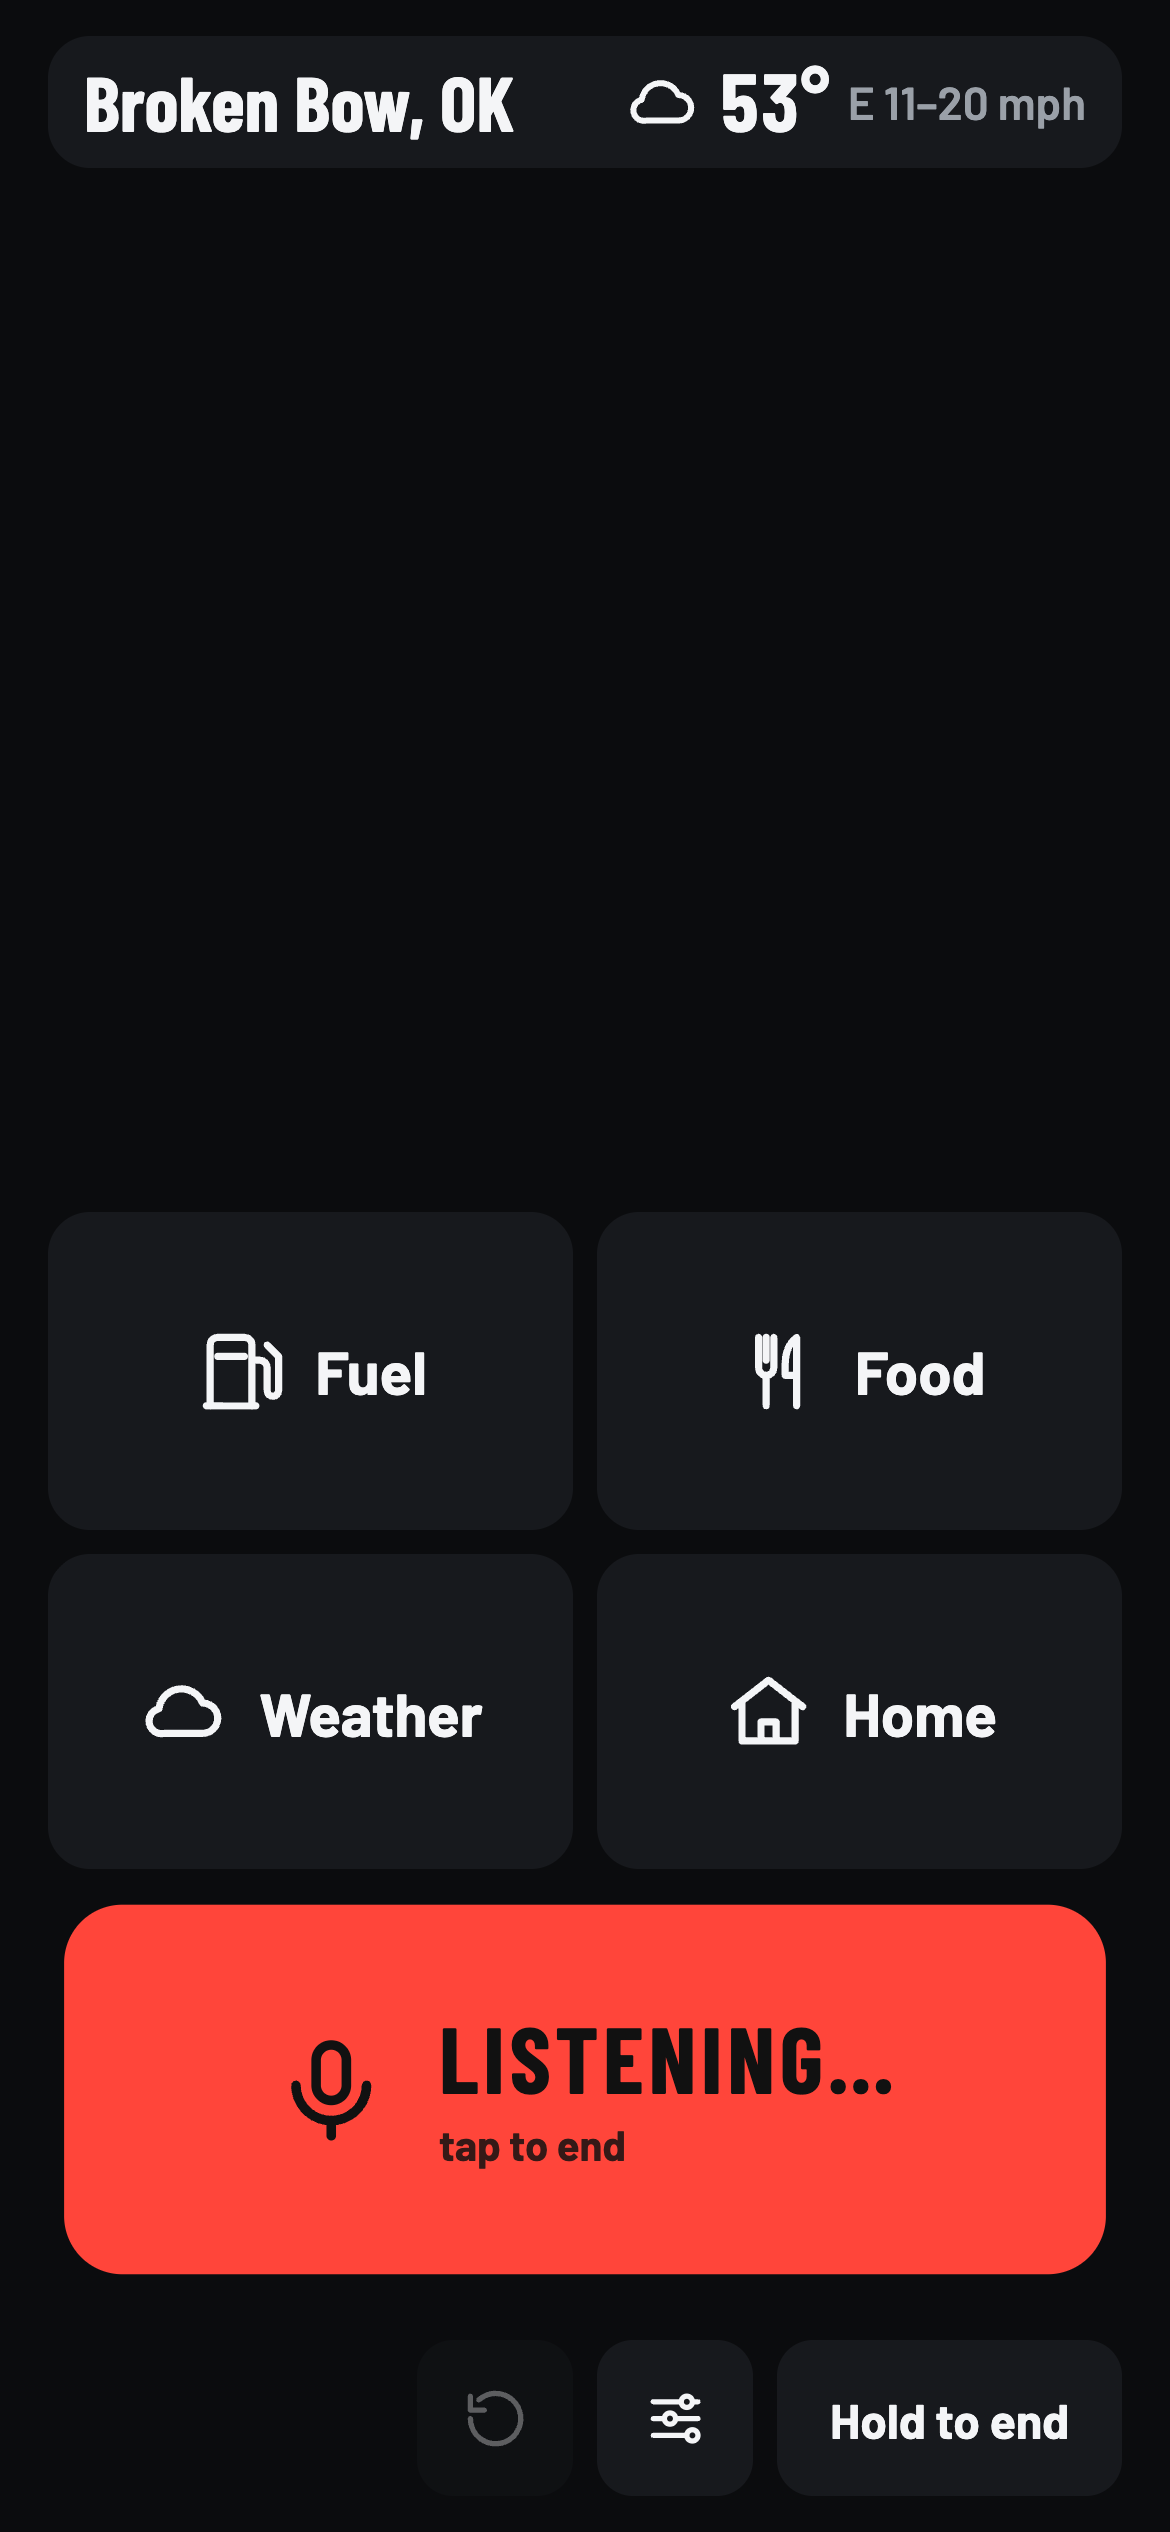 Broken Bow, OK 53° E 11–20 mph
Fuel
Food
Weather
Home
LISTENING...
tap to end
Hold to end